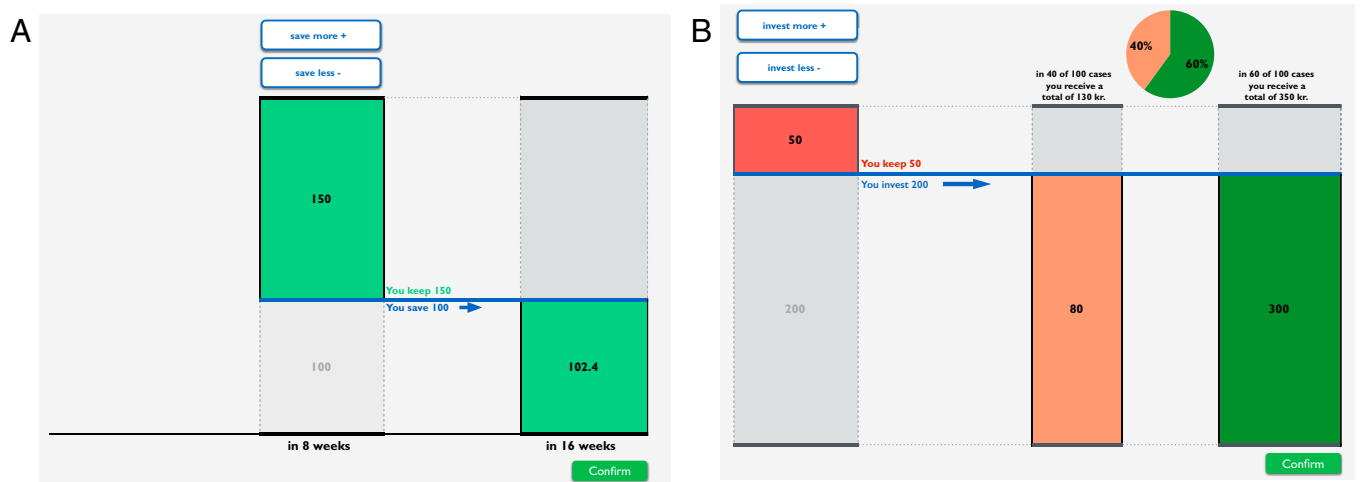 A
save more +
save less -
150
You keep 150
You save 100
100
102.4
in 8 weeks
in 16 weeks
Confirm
B
invest more +
invest less -
40%
60%
in 40 of 100 cases
you receive a
total of 130 kr.
in 60 of 100 cases
you receive a
total of 350 kr.
50
You keep 50
You invest 200
200
80
300
Confirm